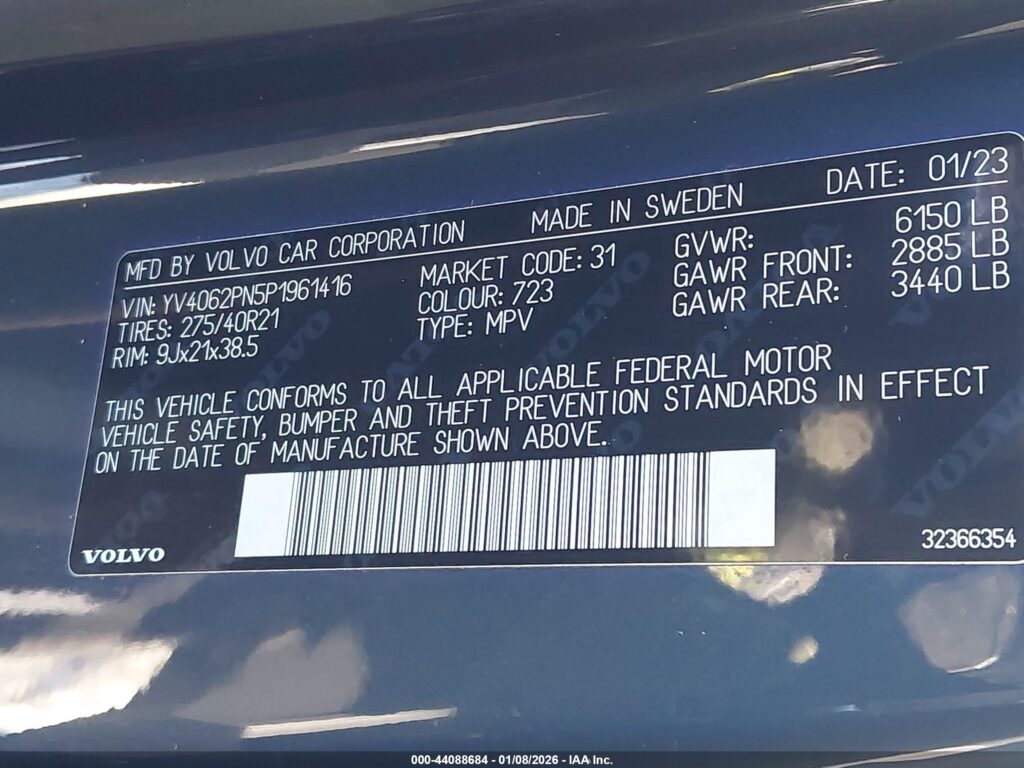 MFD BY VOLVO CAR CORPORATION MADE IN SWEDEN DATE: 01/23
VIN: YV4062PN5P1961416 MARKET CODE: 31 GVWR: 6150 LB
TIRES: 275/40R21 COLOUR: 723 GAWR FRONT: 2885 LB
RIM: 9Jx21x38.5 TYPE: MPV GAWR REAR: 3440 LB
THIS VEHICLE CONFORMS TO ALL APPLICABLE FEDERAL MOTOR
VEHICLE SAFETY, BUMPER AND THEFT PREVENTION STANDARDS IN EFFECT
ON THE DATE OF MANUFACTURE SHOWN ABOVE.
VOLVO 32366354
000-44088684 - 01/08/2026 - IAA Inc.